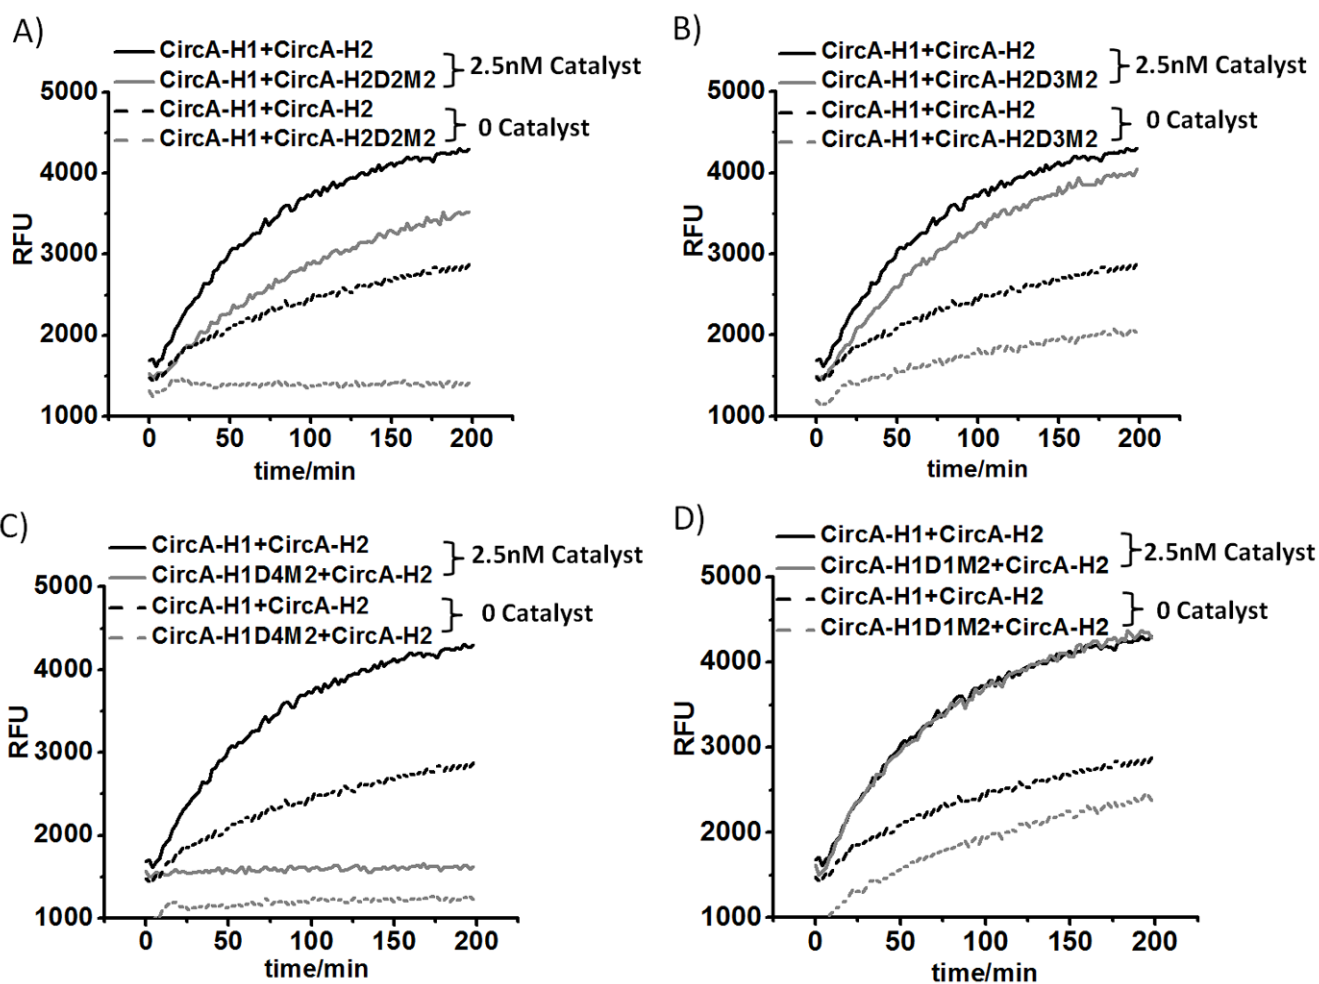 A)
CircA-H1+CircA-H2
CircA-H1+CircA-H2D2M2
2.5nM Catalyst
CircA-H1+CircA-H2
CircA-H1+CircA-H2D2M2
0 Catalyst
5000
4000
3000
2000
1000
RFU
0 50 100 150 200
time/min
B)
CircA-H1+CircA-H2
CircA-H1+CircA-H2D3M2
2.5nM Catalyst
CircA-H1+CircA-H2
CircA-H1+CircA-H2D3M2
0 Catalyst
5000
4000
3000
2000
1000
RFU
0 50 100 150 200
time/min
C)
CircA-H1+CircA-H2
CircA-H1D4M2+CircA-H2
2.5nM Catalyst
CircA-H1+CircA-H2
CircA-H1D4M2+CircA-H2
0 Catalyst
5000
4000
3000
2000
1000
RFU
0 50 100 150 200
time/min
D)
CircA-H1+CircA-H2
CircA-H1D1M2+CircA-H2
2.5nM Catalyst
CircA-H1+CircA-H2
CircA-H1D1M2+CircA-H2
0 Catalyst
5000
4000
3000
2000
1000
RFU
0 50 100 150 200
time/min